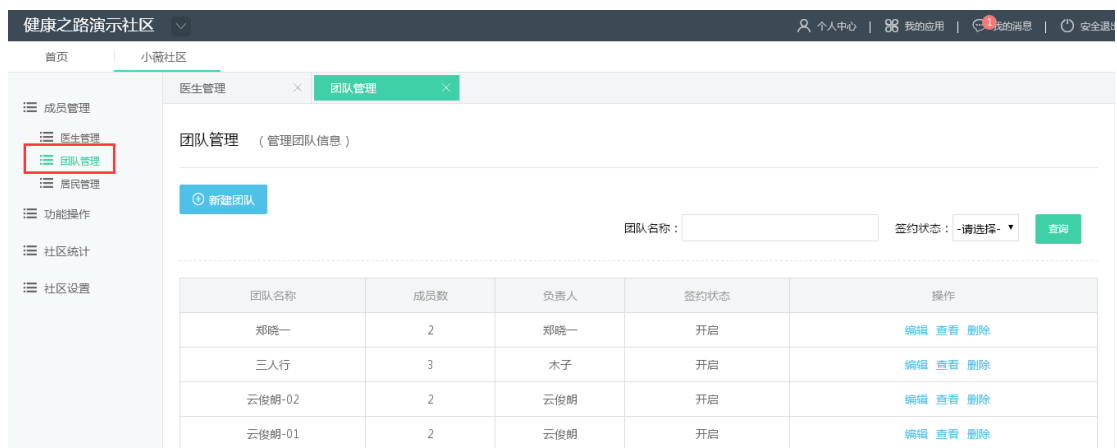 健康之路演示社区
个人中心 | 我的应用 | 1 我的消息 | 安全退出
首页 小薇社区
医生管理 × 团队管理 ×
成员管理
医生管理
团队管理
居民管理
功能操作
社区统计
社区设置
团队管理 （管理团队信息）
新建团队
团队名称： 签约状态： -请选择- 查询
团队名称 成员数 负责人 签约状态 操作
郑晓一 2 郑晓一 开启 编辑 查看 删除
三人行 3 木子 开启 编辑 查看 删除
云俊朗-02 2 云俊朗 开启 编辑 查看 删除
云俊朗-01 2 云俊朗 开启 编辑 查看 删除